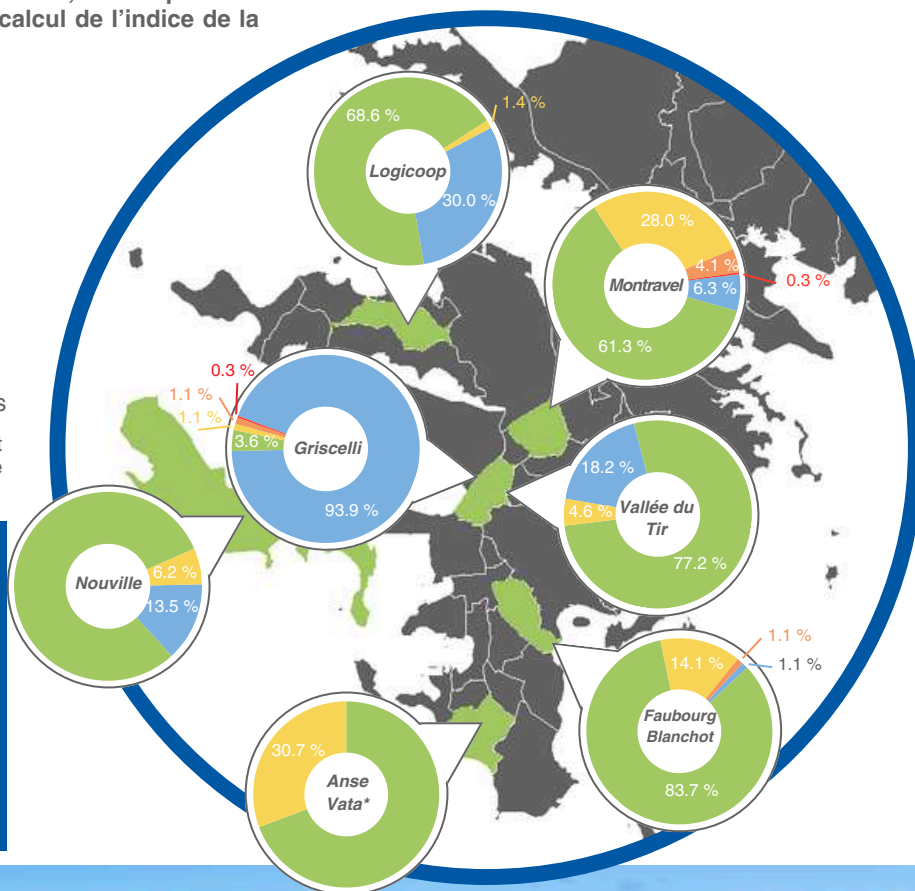 calcul de l'indice de la
68.6 %
1.4 %
Logicoop
30.0 %
28.0 %
4.1 %
0.3 %
Montravel
6.3 %
61.3 %
0.3 %
1.1 %
1.1 %
3.6 %
Griscelli
93.9 %
s
t
e
18.2 %
4.6 %
Vallée du
Tir
77.2 %
Nouville
6.2 %
13.5 %
1.1 %
14.1 %
1.1 %
Faubourg
Blanchot
83.7 %
30.7 %
Anse
Vata*